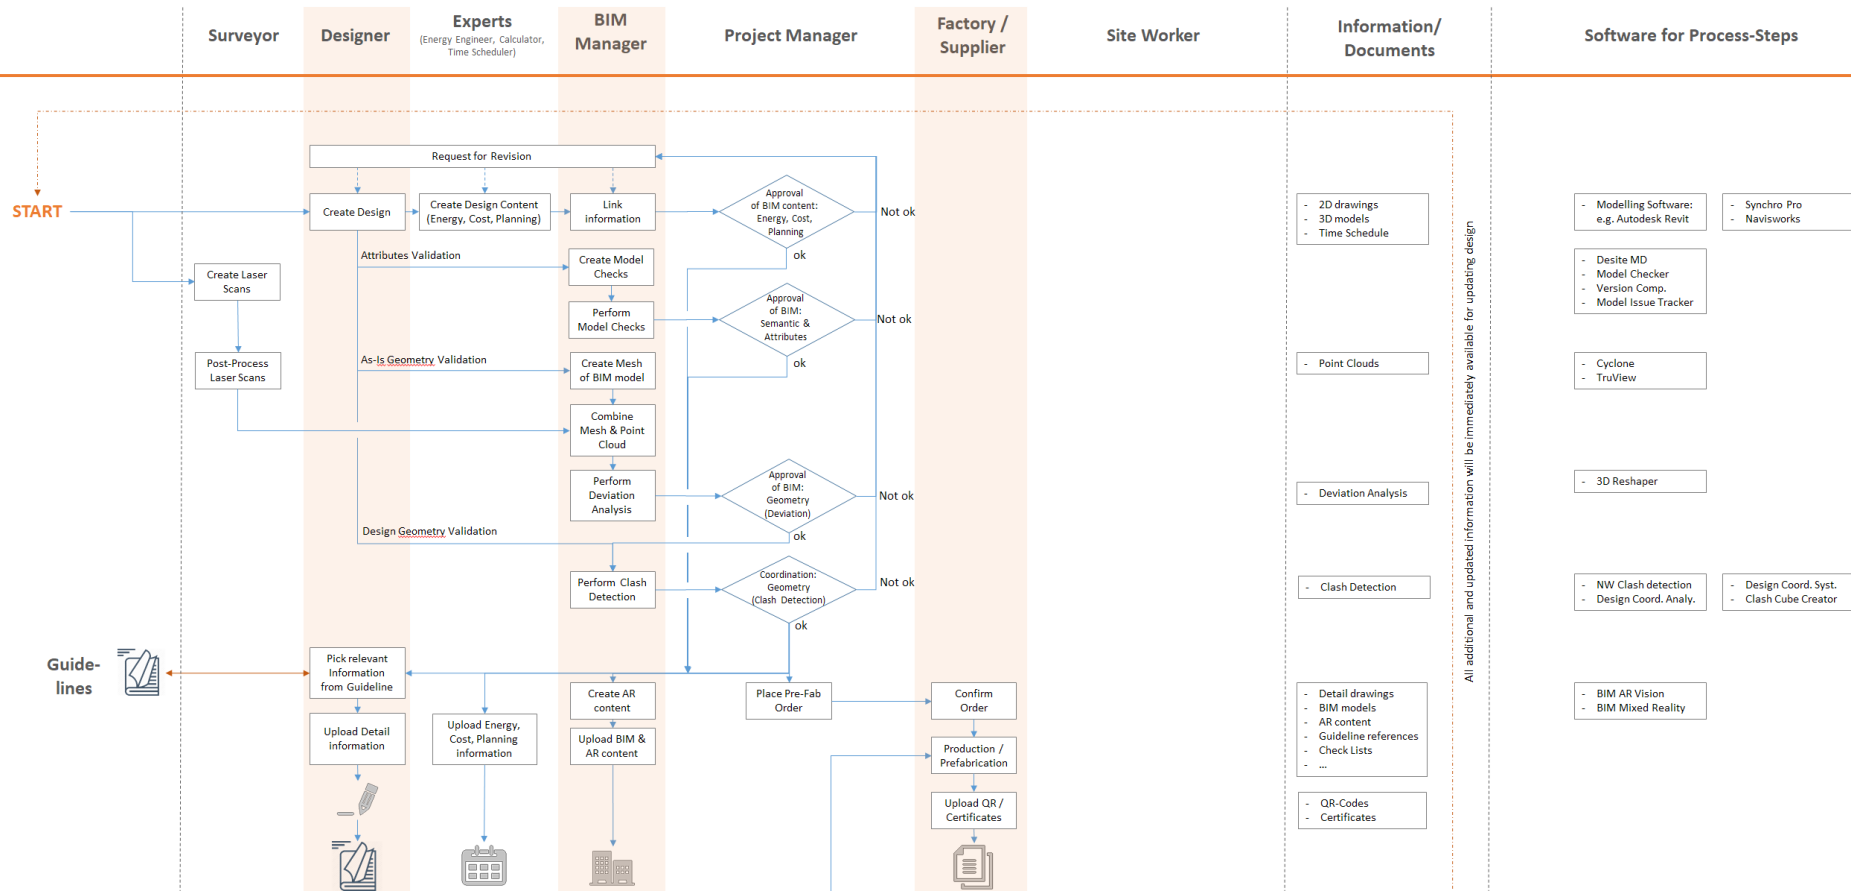 Surveyor
Designer
Experts
(Energy Engineer, Calculator,
Time Scheduler)
BIM
Manager
Project Manager
Factory /
Supplier
Site Worker
Information/
Documents
Software for Process-Steps
Request for Revision
START
Create Design
Create Design Content
(Energy, Cost, Planning)
Link
information
Approval
of BIM content:
Energy, Cost,
Planning
Not ok
ok
- 2D drawings
- 3D models
- Time Schedule
- Modelling Software:
e.g. Autodesk Revit
- Synchro Pro
- Navisworks
Attributes Validation
Create Laser
Scans
Create Model
Checks
- Desite MD
- Model Checker
- Version Comp.
- Model Issue Tracker
Perform
Model Checks
Approval
of BIM:
Semantic &
Attributes
Not ok
ok
As-Is Geometry Validation
Post-Process
Laser Scans
Create Mesh
of BIM model
- Point Clouds
- Cyclone
- TruView
Combine
Mesh & Point
Cloud
Perform
Deviation
Analysis
Approval
of BIM:
Geometry
(Deviation)
Not ok
ok
- Deviation Analysis
- 3D Reshaper
Design Geometry Validation
Perform Clash
Detection
Coordination:
Geometry
(Clash Detection)
Not ok
ok
- Clash Detection
- NW Clash detection
- Design Coord. Analy.
- Design Coord. Syst.
- Clash Cube Creator
All additional and updated information will be immediately available for updating design
Guide-
lines
Pick relevant
Information
from Guideline
Upload Detail
information
Upload Energy,
Cost, Planning
information
Create AR
content
Upload BIM &
AR content
Place Pre-Fab
Order
Confirm
Order
Production /
Prefabrication
Upload QR /
Certificates
- Detail drawings
- BIM models
- AR content
- Guideline references
- Check Lists
- ...
- BIM AR Vision
- BIM Mixed Reality
- QR-Codes
- Certificates